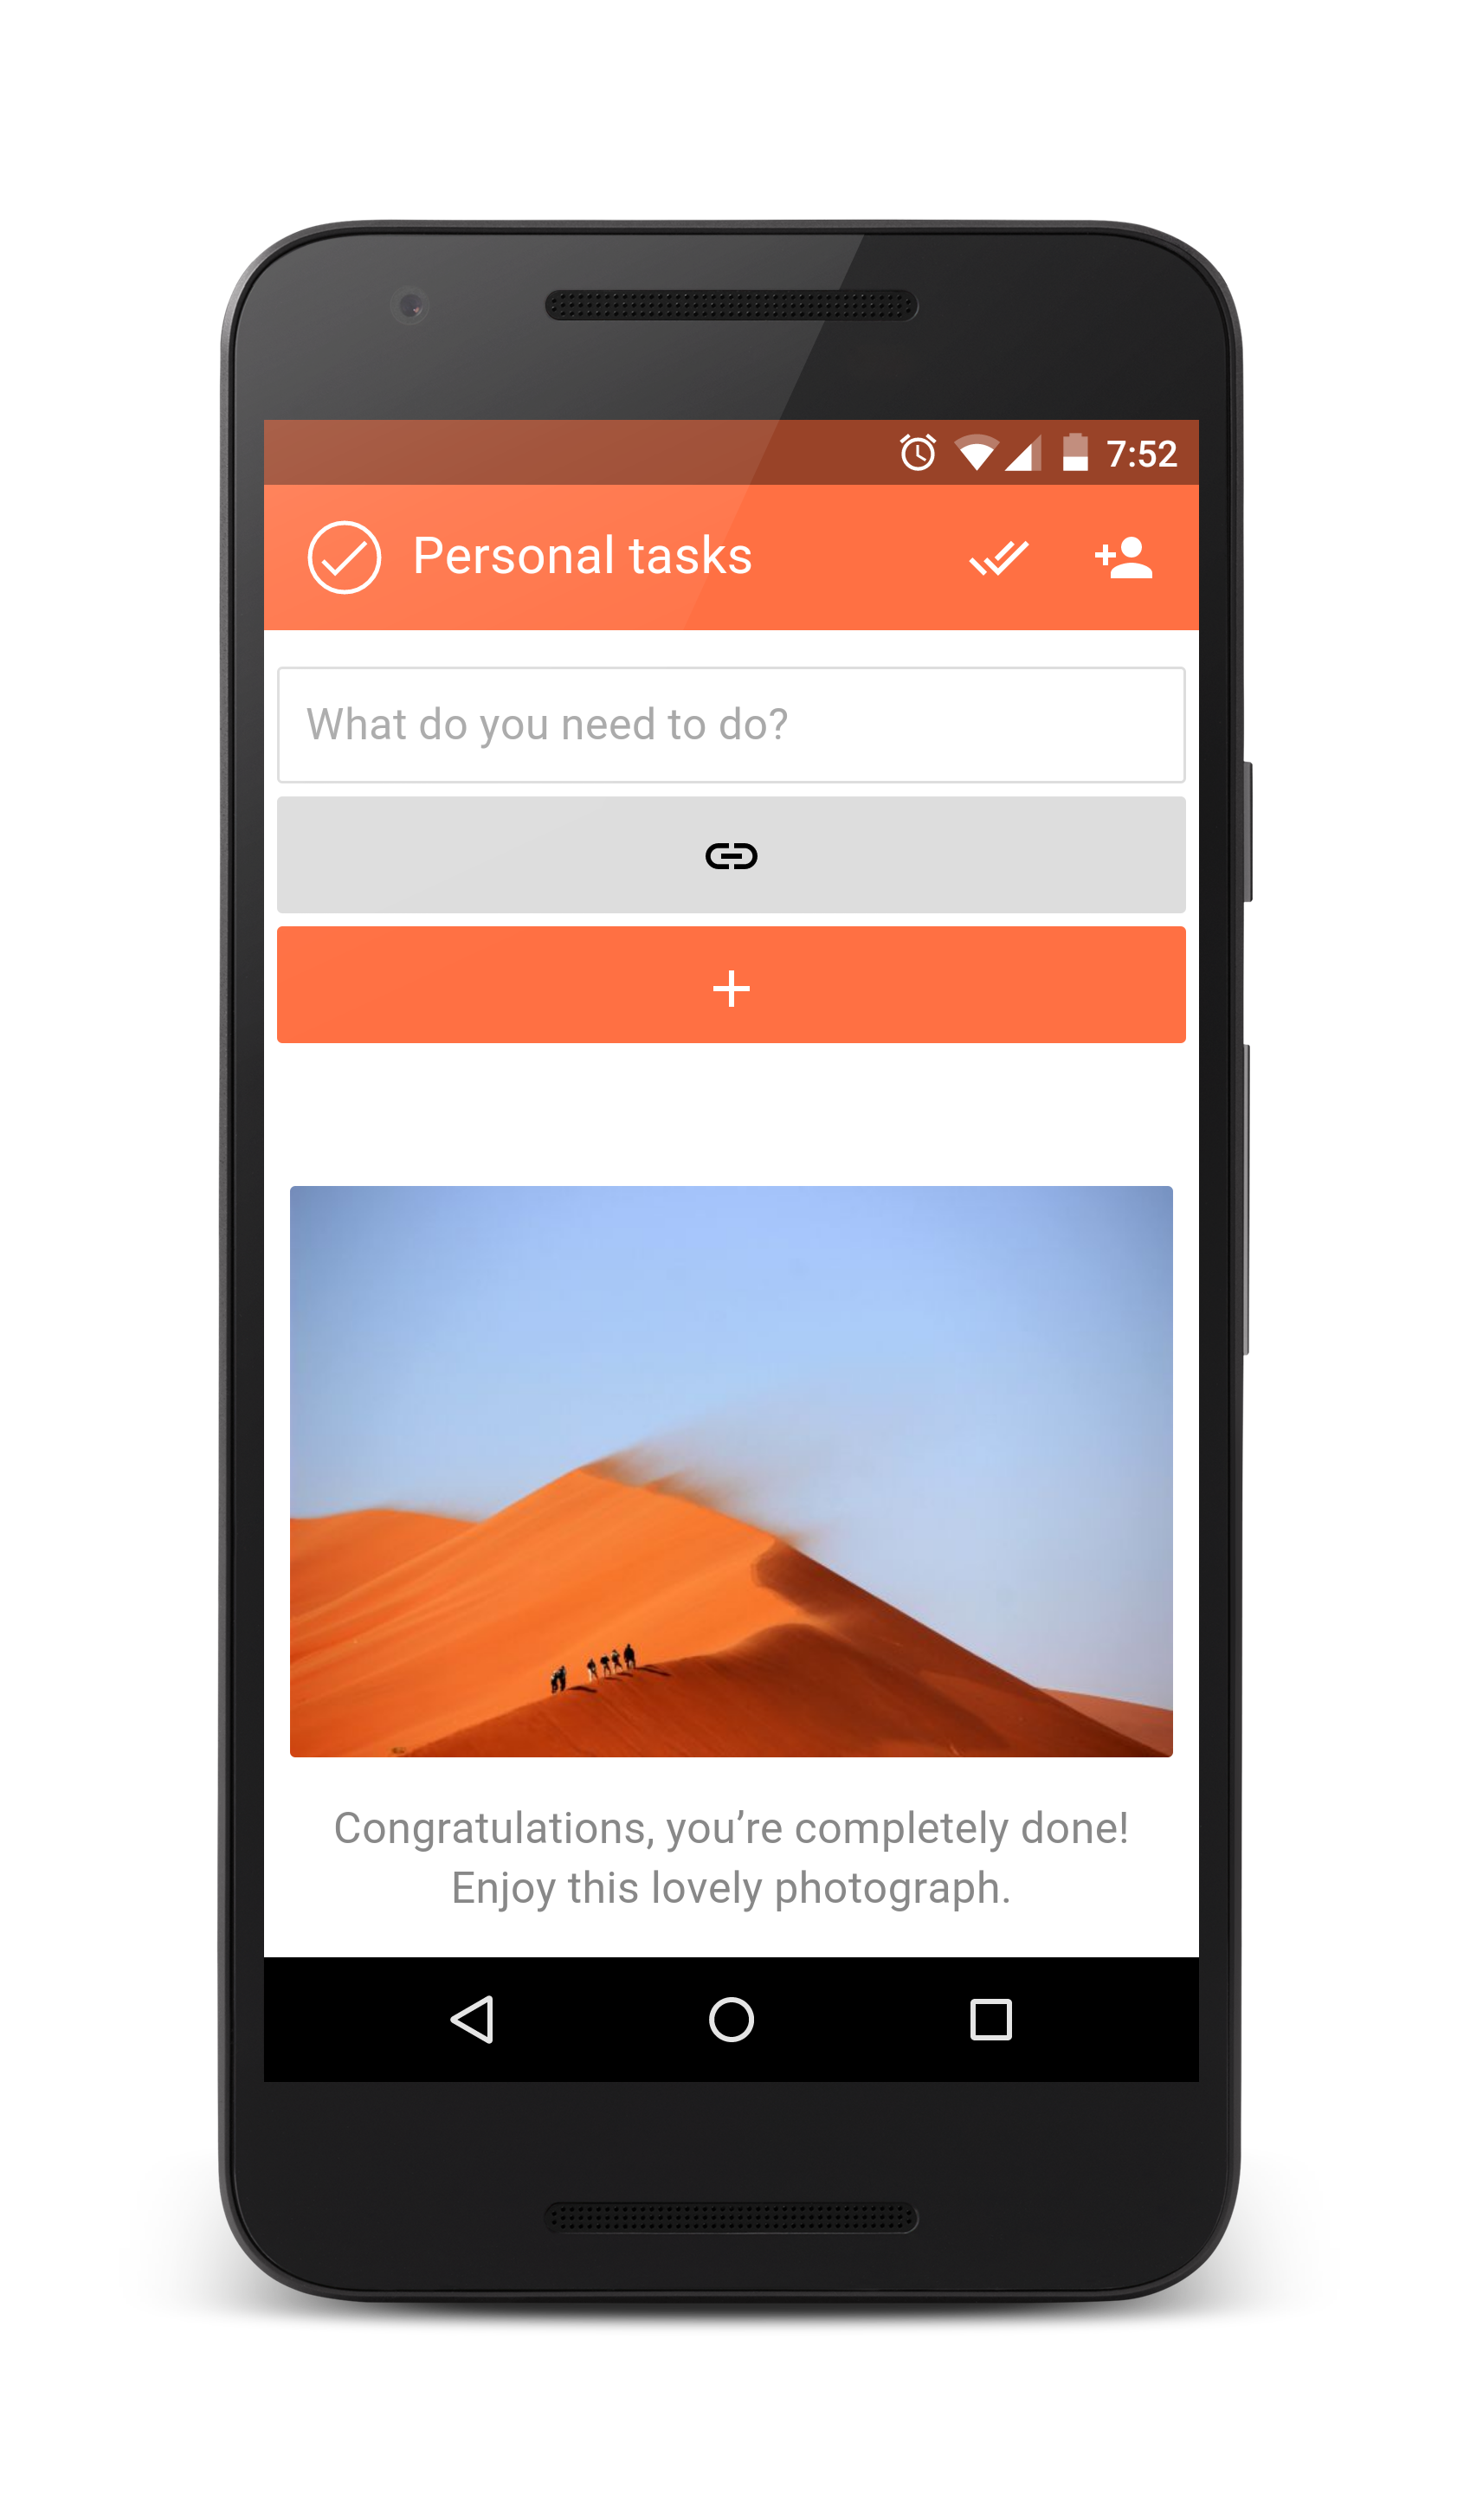 7:52
Personal tasks
What do you need to do?
Congratulations, you’re completely done!
Enjoy this lovely photograph.